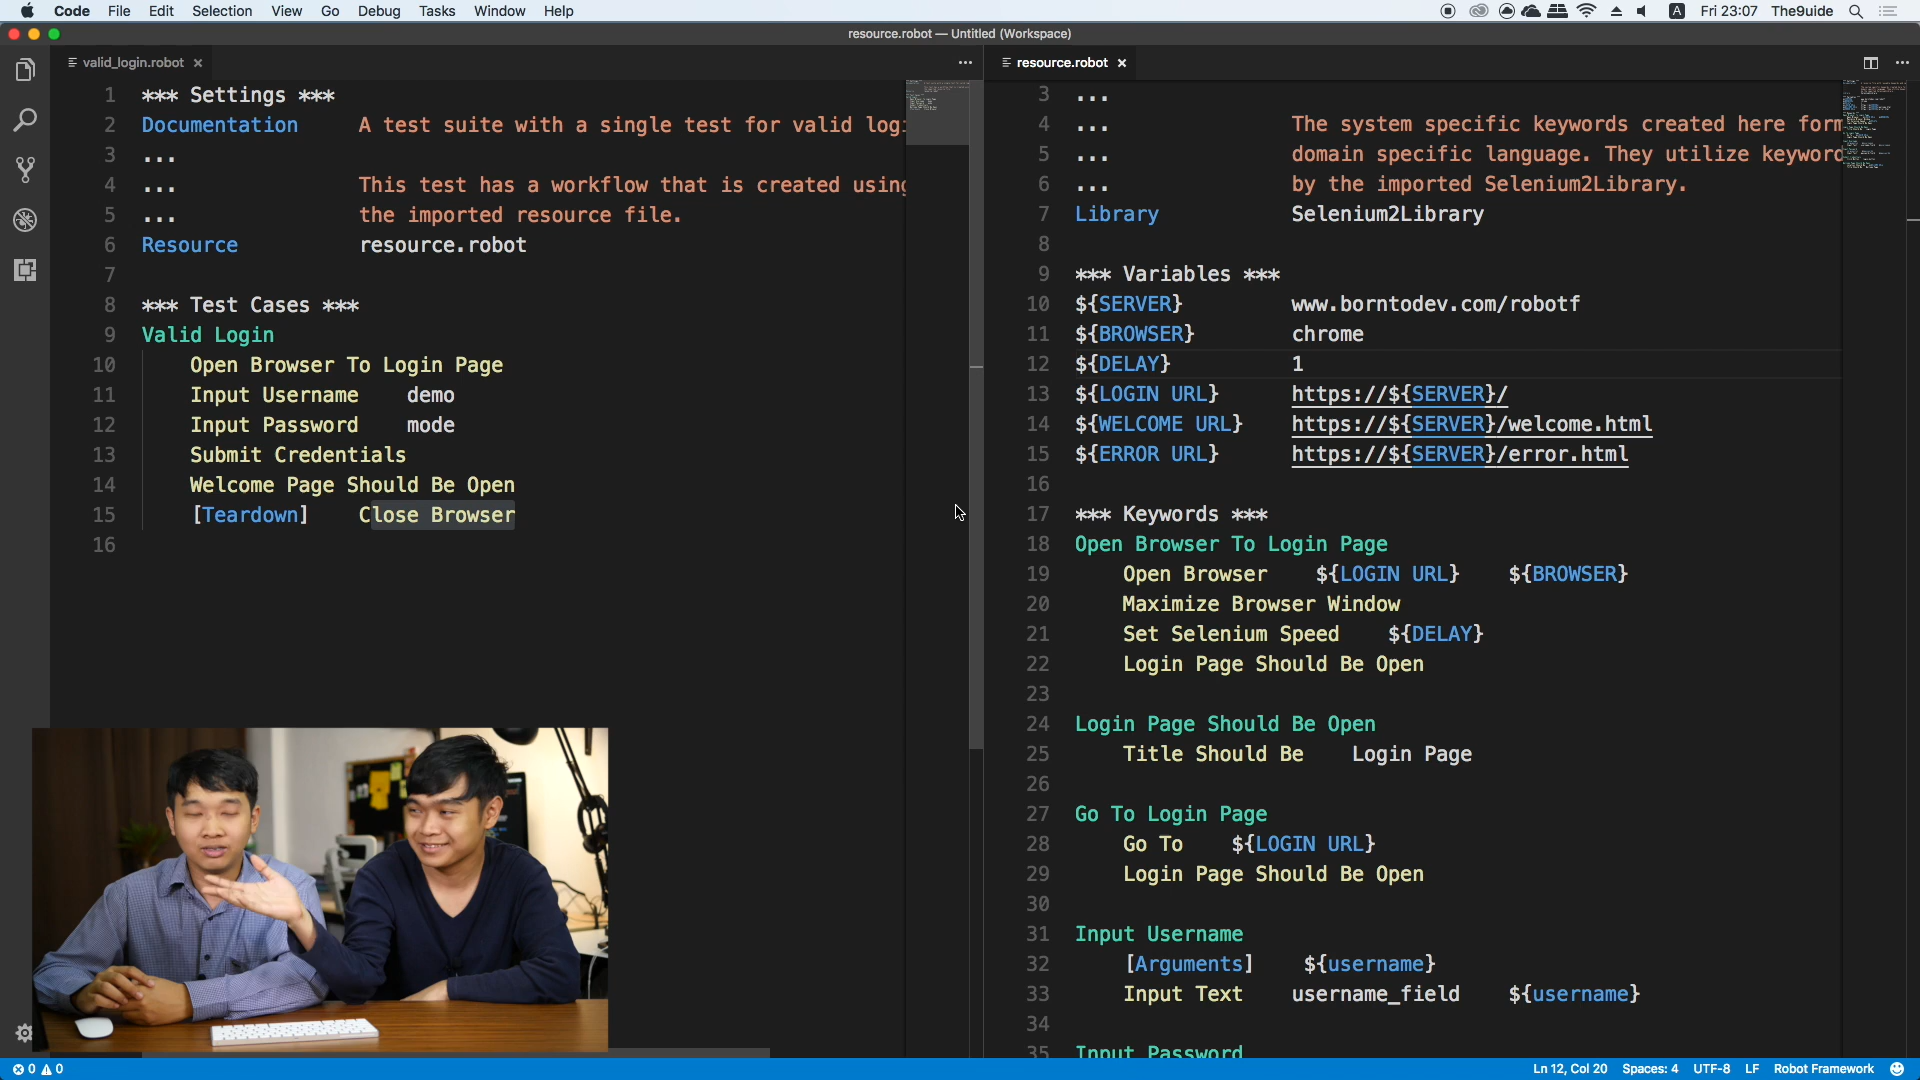 Code File Edit Selection View Go Debug Tasks Window Help
A Fri 23:07 The9uide
resource.robot — Untitled (Workspace)
valid_login.robot
1 *** Settings ***
2 Documentation A test suite with a single test for valid logi
3 ...
4 ... This test has a workflow that is created using
5 ... the imported resource file.
6 Resource resource.robot
7
8 *** Test Cases ***
9 Valid Login
10 Open Browser To Login Page
11 Input Username demo
12 Input Password mode
13 Submit Credentials
14 Welcome Page Should Be Open
15 [Teardown] Close Browser
16
resource.robot
3 ...
4 ... The system specific keywords created here form
5 ... domain specific language. They utilize keyword
6 ... by the imported Selenium2Library.
7 Library Selenium2Library
8
9 *** Variables ***
10 ${SERVER} www.borntodev.com/robotf
11 ${BROWSER} chrome
12 ${DELAY} 1
13 ${LOGIN URL} https://${SERVER}/
14 ${WELCOME URL} https://${SERVER}/welcome.html
15 ${ERROR URL} https://${SERVER}/error.html
16
17 *** Keywords ***
18 Open Browser To Login Page
19 Open Browser ${LOGIN URL} ${BROWSER}
20 Maximize Browser Window
21 Set Selenium Speed ${DELAY}
22 Login Page Should Be Open
23
24 Login Page Should Be Open
25 Title Should Be Login Page
26
27 Go To Login Page
28 Go To ${LOGIN URL}
29 Login Page Should Be Open
30
31 Input Username
32 [Arguments] ${username}
33 Input Text username_field ${username}
34
35 Input Password
0 0
Ln 12, Col 20 Spaces: 4 UTF-8 LF Robot Framework